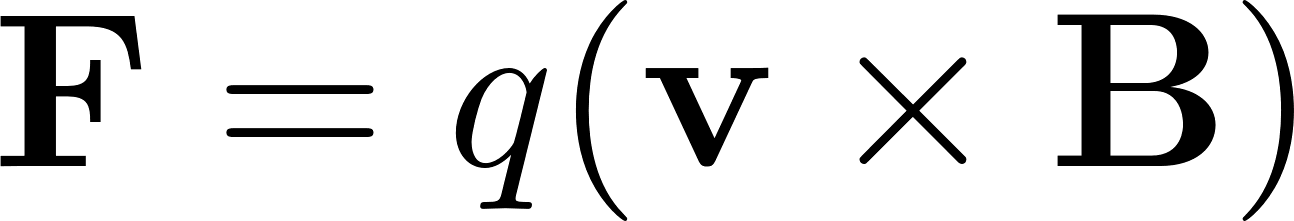 F = q(v × B)